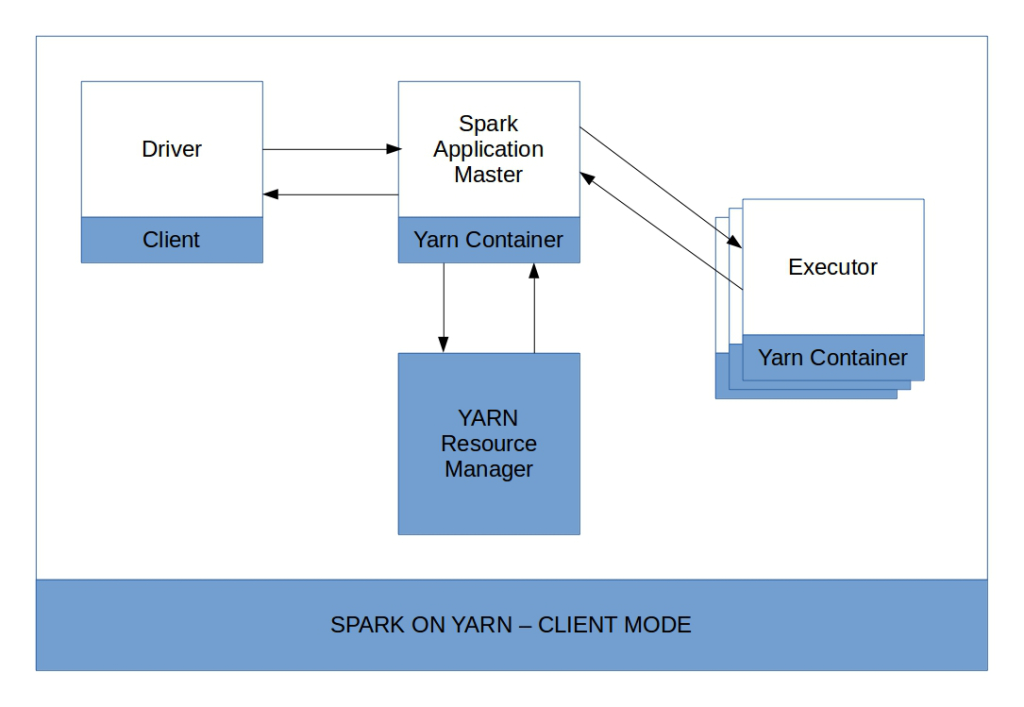 Driver
Client
Spark
Application
Master
Yarn Container
Executor
Yarn Container
YARN
Resource
Manager
SPARK ON YARN – CLIENT MODE